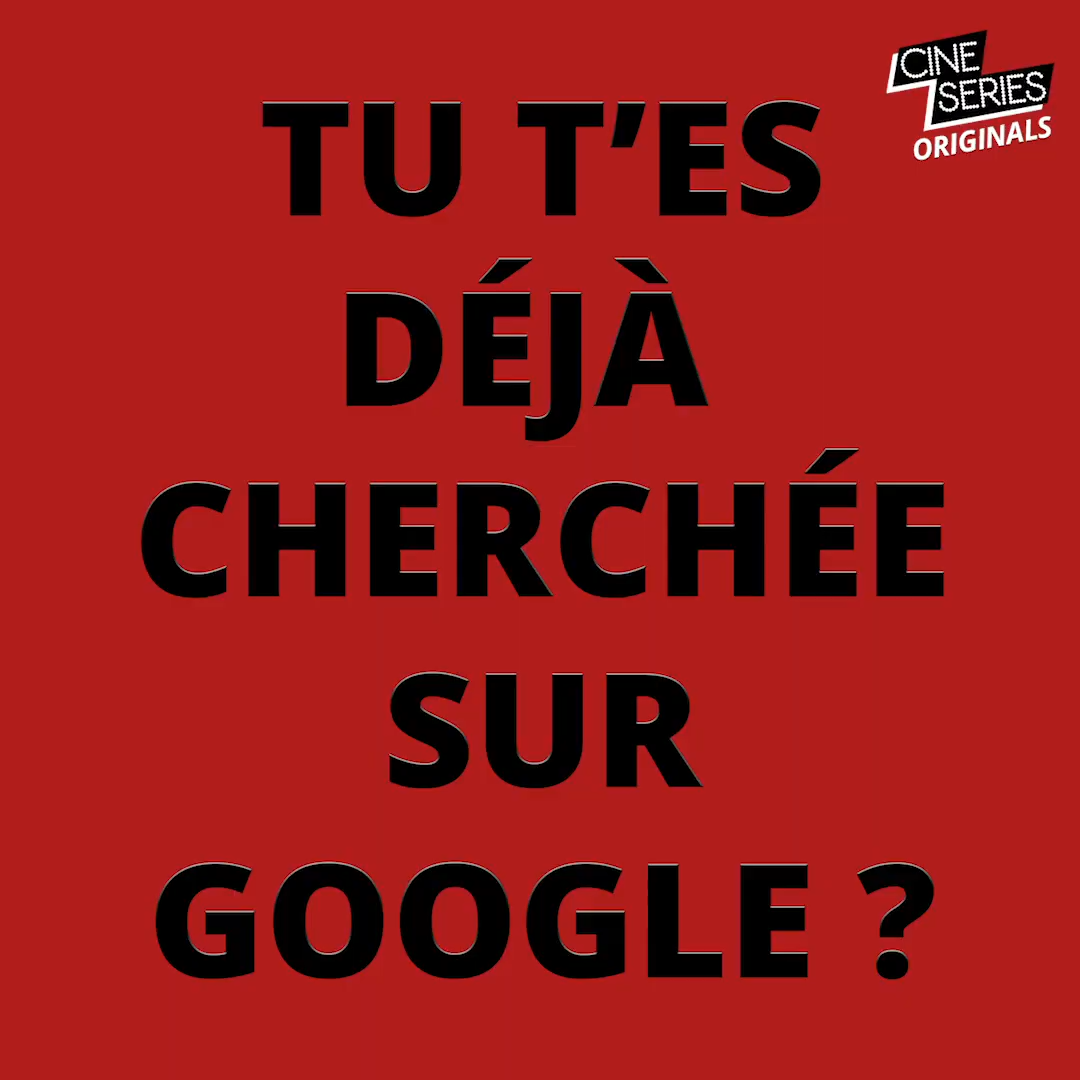 CINE
SERIES
ORIGINALS
TU T’ES
DÉJÀ
CHERCHÉE
SUR
GOOGLE ?